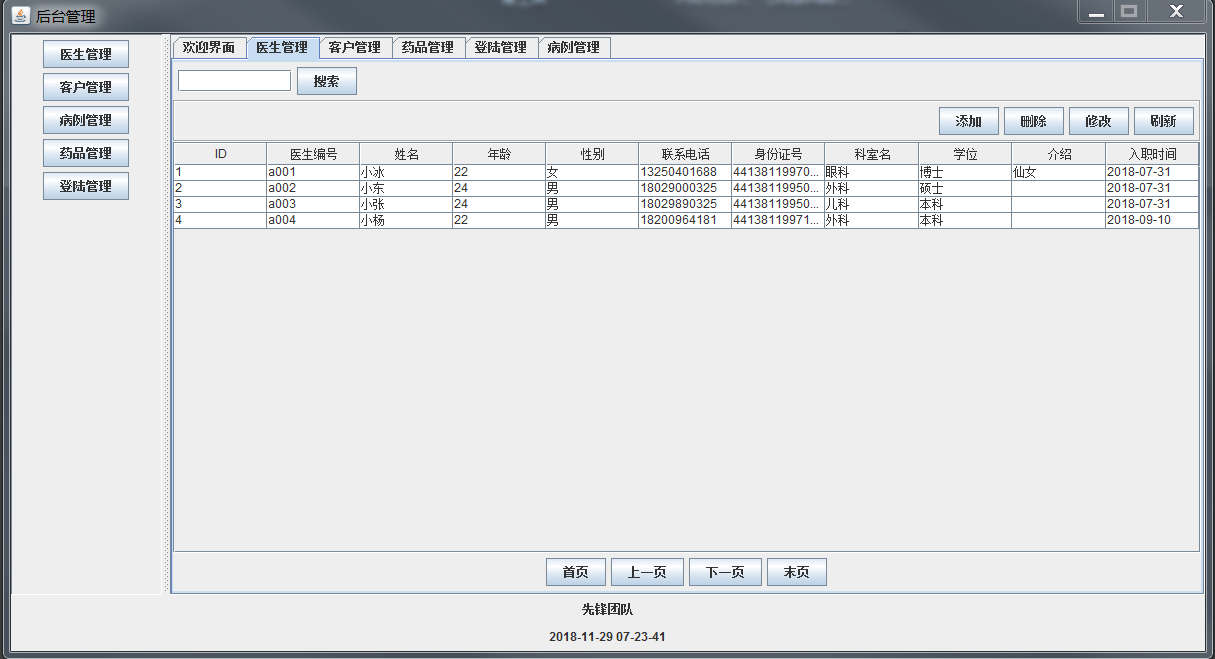 后台管理
医生管理
客户管理
病例管理
药品管理
登陆管理
欢迎界面 医生管理 客户管理 药品管理 登陆管理 病例管理
搜索
添加 删除 修改 刷新
ID 医生编号 姓名 年龄 性别 联系电话 身份证号 科室名 学位 介绍 入职时间
1 a001 小冰 22 女 13250401688 44138119970... 眼科 博士 仙女 2018-07-31
2 a002 小东 24 男 18029000325 44138119950... 外科 硕士 2018-07-31
3 a003 小张 24 男 18029890325 44138119950... 儿科 本科 2018-07-31
4 a004 小杨 22 男 18200964181 44138119971... 外科 本科 2018-09-10
首页 上一页 下一页 末页
先锋团队
2018-11-29 07-23-41